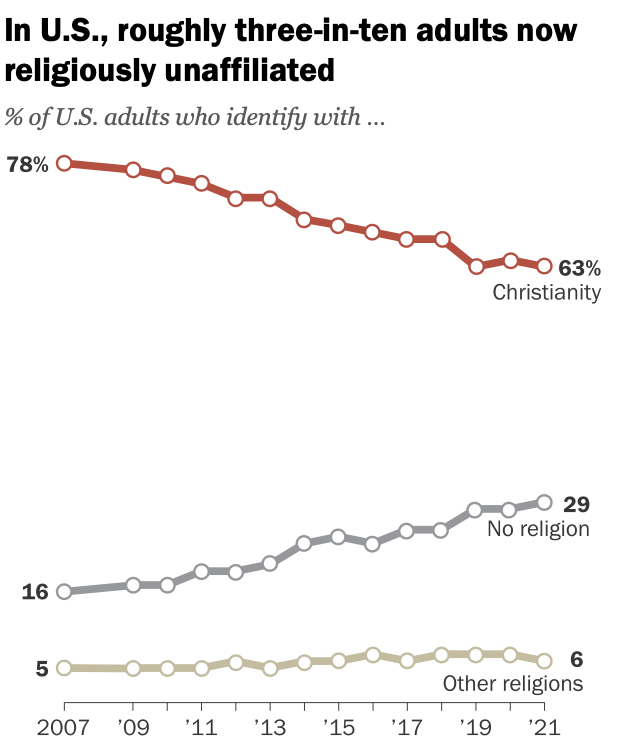 In U.S., roughly three-in-ten adults now
religiously unaffiliated
% of U.S. adults who identify with ...
78%
63%
Christianity
29
No religion
16
5
6
Other religions
2007 ’09 ’11 ’13 ’15 ’17 ’19 ’21